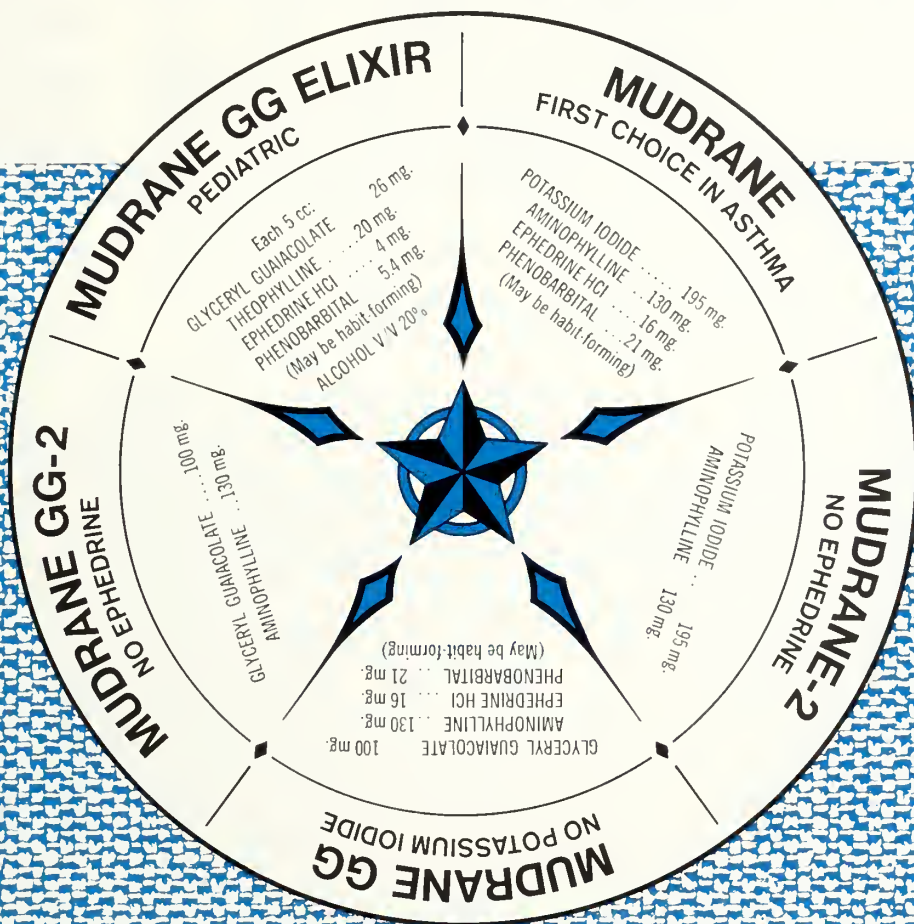 MUDRANE GG ELIXIR
PEDIATRIC
Each 5 cc:
GLYCERYL GUAIACOLATE 26 mg.
THEOPHYLLINE ....20 mg.
EPHEDRINE HCl .... 4 mg.
PHENOBARBITAL 5.4 mg.
(May be habit-forming)
ALCOHOL V/V 20%
MUDRANE
FIRST CHOICE IN ASTHMA
POTASSIUM IODIDE .... 195 mg.
AMINOPHYLLINE ..130 mg.
EPHEDRINE HCl .....16 mg.
PHENOBARBITAL ...21 mg.
(May be habit-forming)
MUDRANE-2
NO EPHEDRINE
POTASSIUM IODIDE .. 195 mg.
AMINOPHYLLINE .. 130 mg.
MUDRANE GG
NO POTASSIUM IODIDE
GLYCERYL GUAIACOLATE 100 mg.
AMINOPHYLLINE ..130 mg.
EPHEDRINE HCl ... 16 mg.
PHENOBARBITAL .. 21 mg.
(May be habit-forming)
MUDRANE GG-2
NO EPHEDRINE
GLYCERYL GUAIACOLATE ....100 mg.
AMINOPHYLLINE ..130 mg.